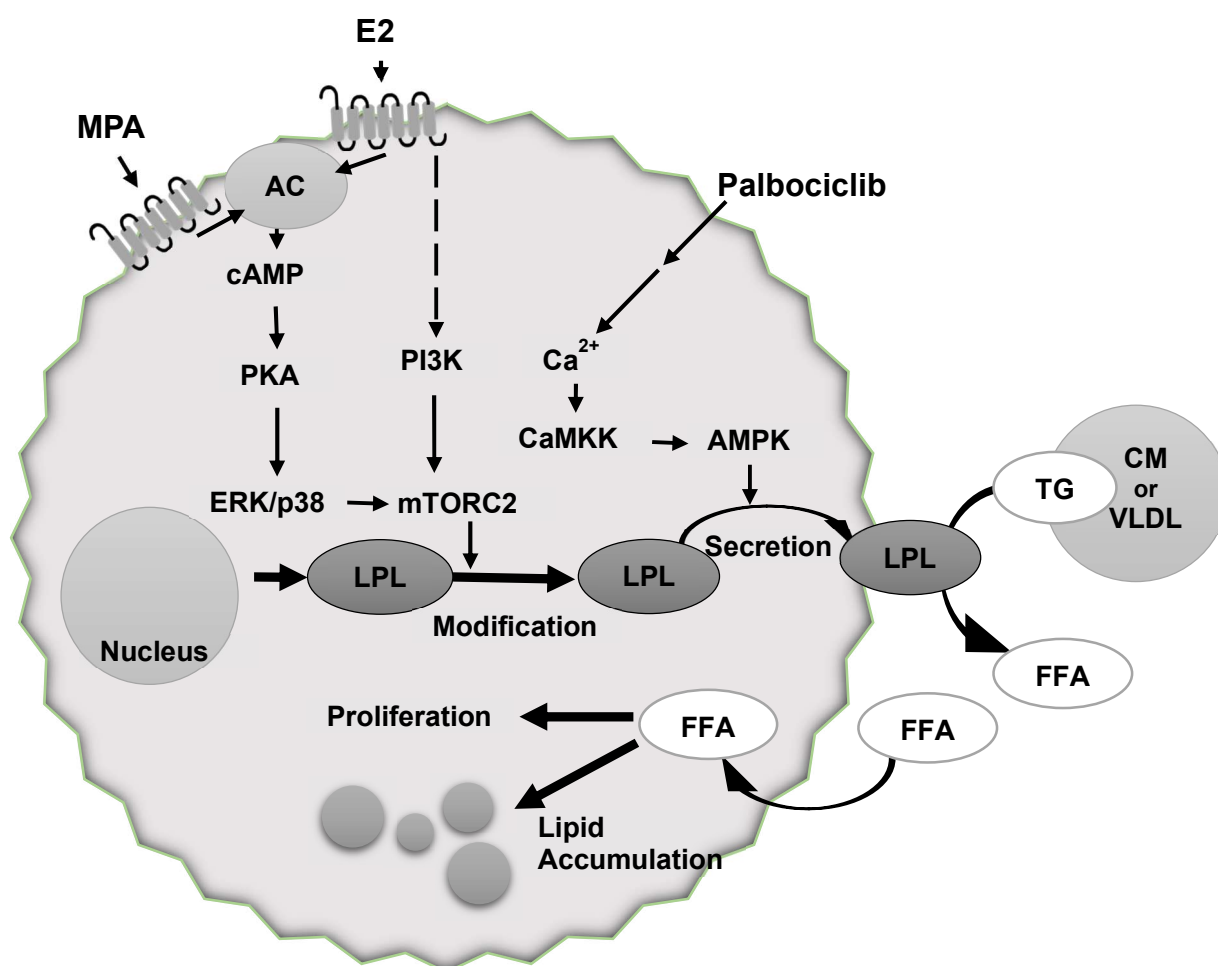 E2
MPA
AC
Palbociclib
cAMP
PKA
PI3K
Ca2+
CaMKK
AMPK
ERK/p38
mTORC2
CM
or
VLDL
TG
LPL
LPL
Secretion
LPL
Modification
Nucleus
FFA
Proliferation
FFA
FFA
Lipid
Accumulation